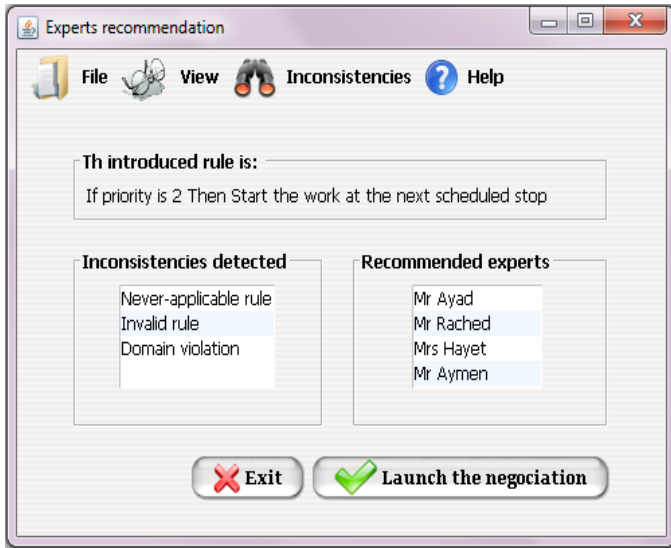 Experts recommendation
File View Inconsistencies Help
Th introduced rule is:
If priority is 2 Then Start the work at the next scheduled stop
Inconsistencies detected
Never-applicable rule
Invalid rule
Domain violation
Recommended experts
Mr Ayad
Mr Rached
Mrs Hayet
Mr Aymen
Exit
Launch the negociation